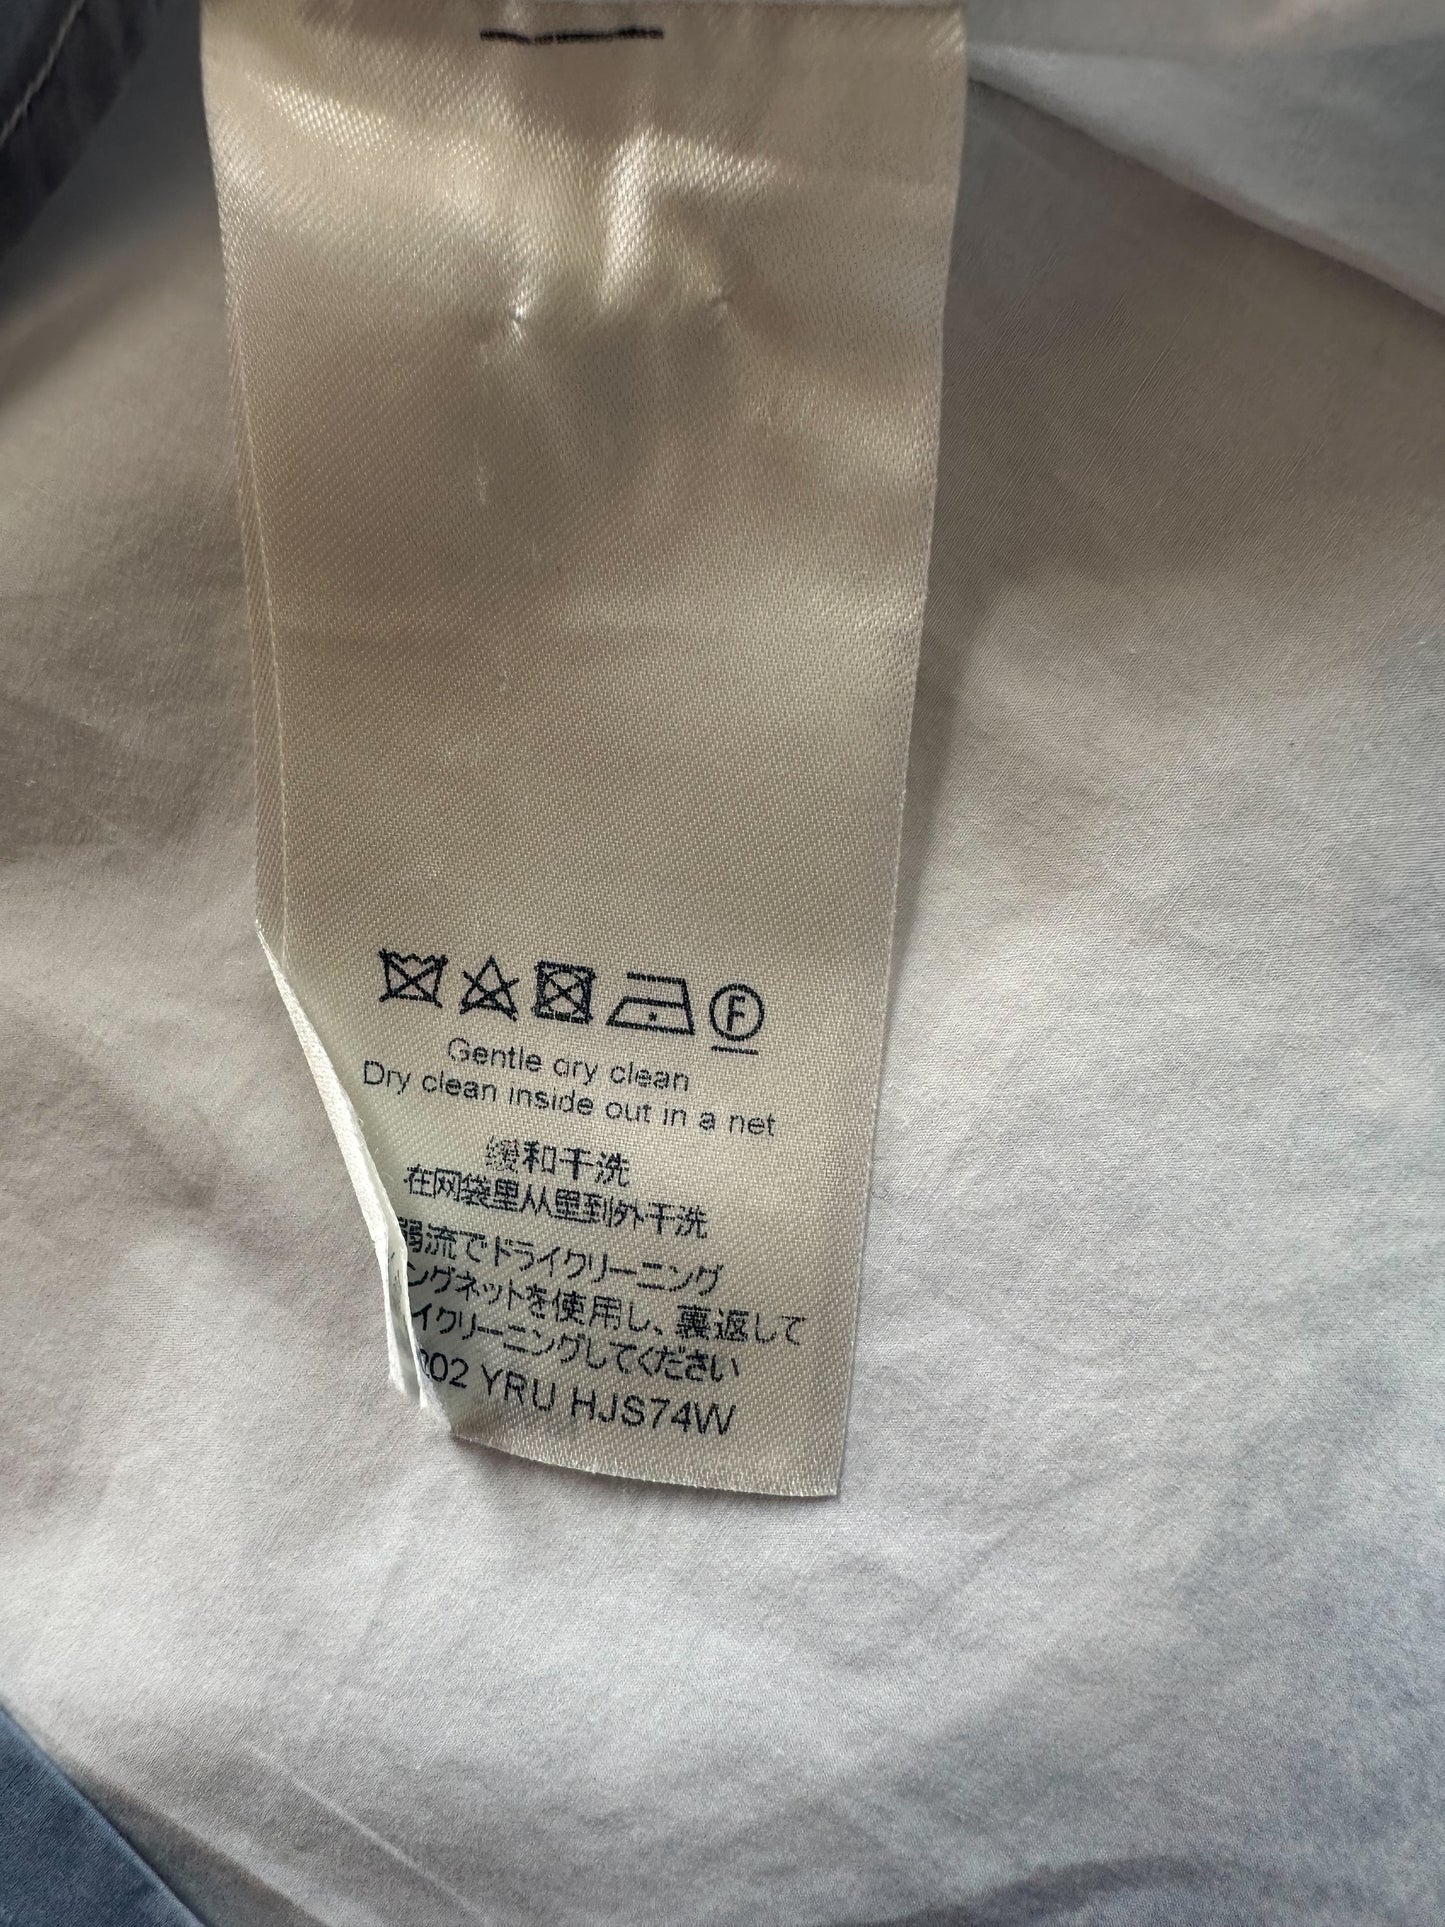 F
Gentle dry clean
Dry clean inside out in a net
缓和干洗
在网袋里从里到外干洗
弱流でドライクリーニング
ングネットを使用し、裏返して
イクリーニングしてください
202 YRU HJS74W